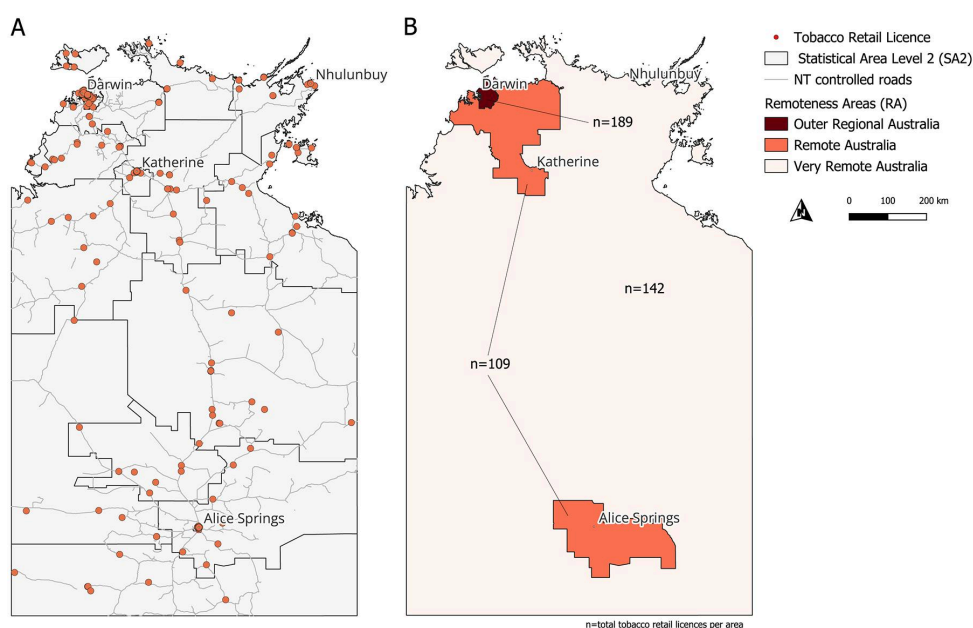 A
Nhulunbuy
Darwin
Katherine
Alice Springs
B
Nhulunbuy
Darwin
n=189
Katherine
n=142
n=109
Alice Springs
n=total tobacco retail licences per area
Tobacco Retail Licence
Statistical Area Level 2 (SA2)
NT controlled roads
Remoteness Areas (RA)
Outer Regional Australia
Remote Australia
Very Remote Australia
N
0 100 200 km